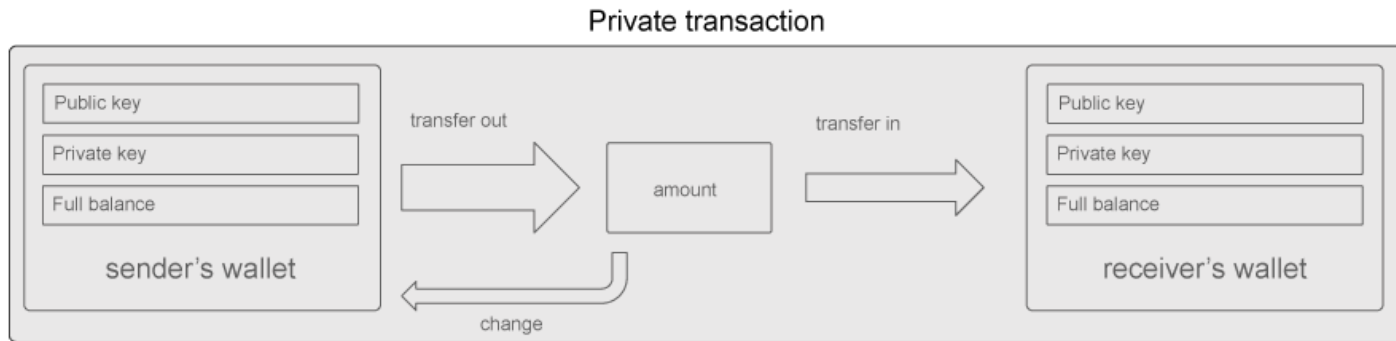 Private transaction
Public key
Private key
Full balance
sender's wallet
transfer out
amount
change
transfer in
Public key
Private key
Full balance
receiver's wallet